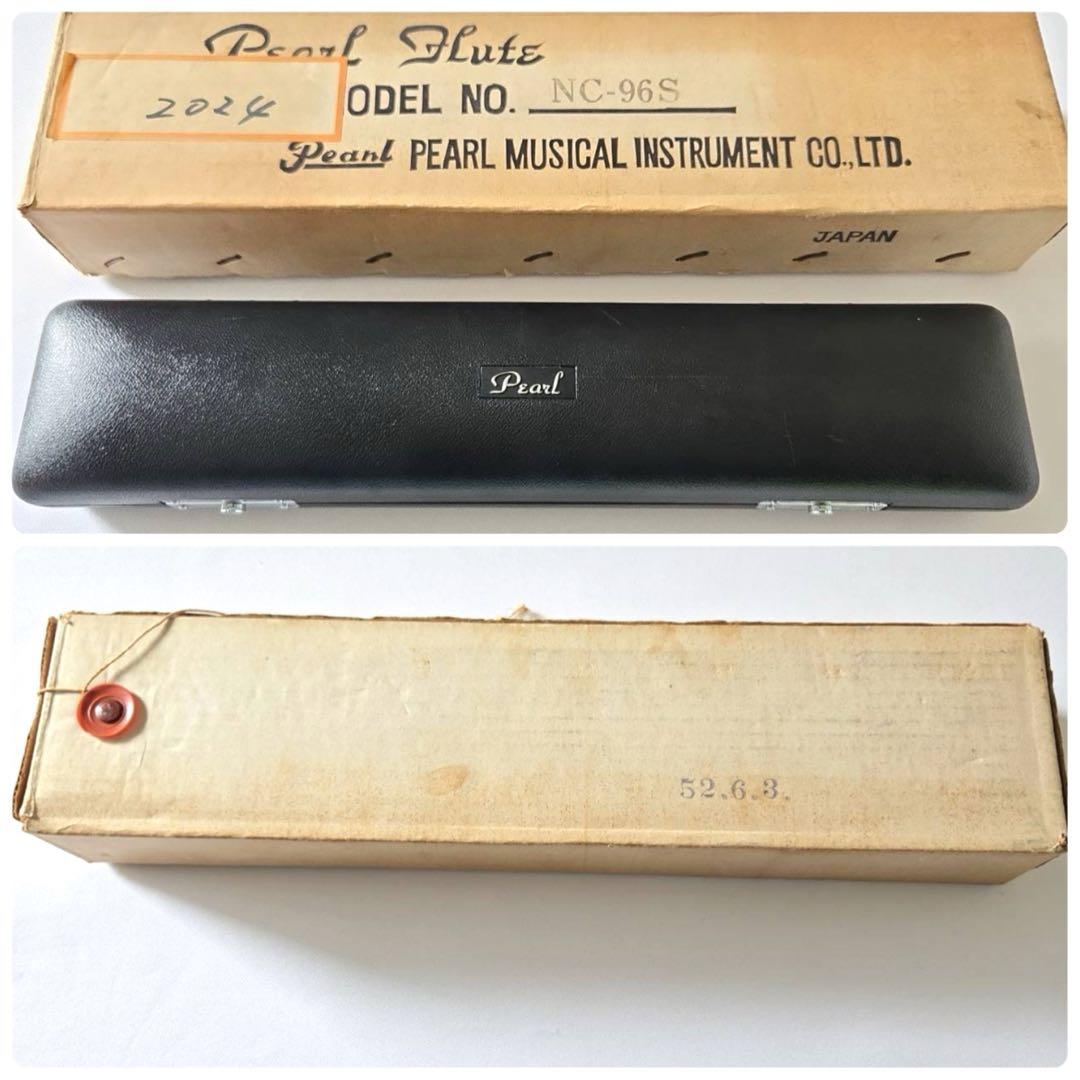 Pearl Flute
2024
ODEL NO. NC-96S
Pearl PEARL MUSICAL INSTRUMENT CO.,LTD.
JAPAN
Pearl
52.6.3.